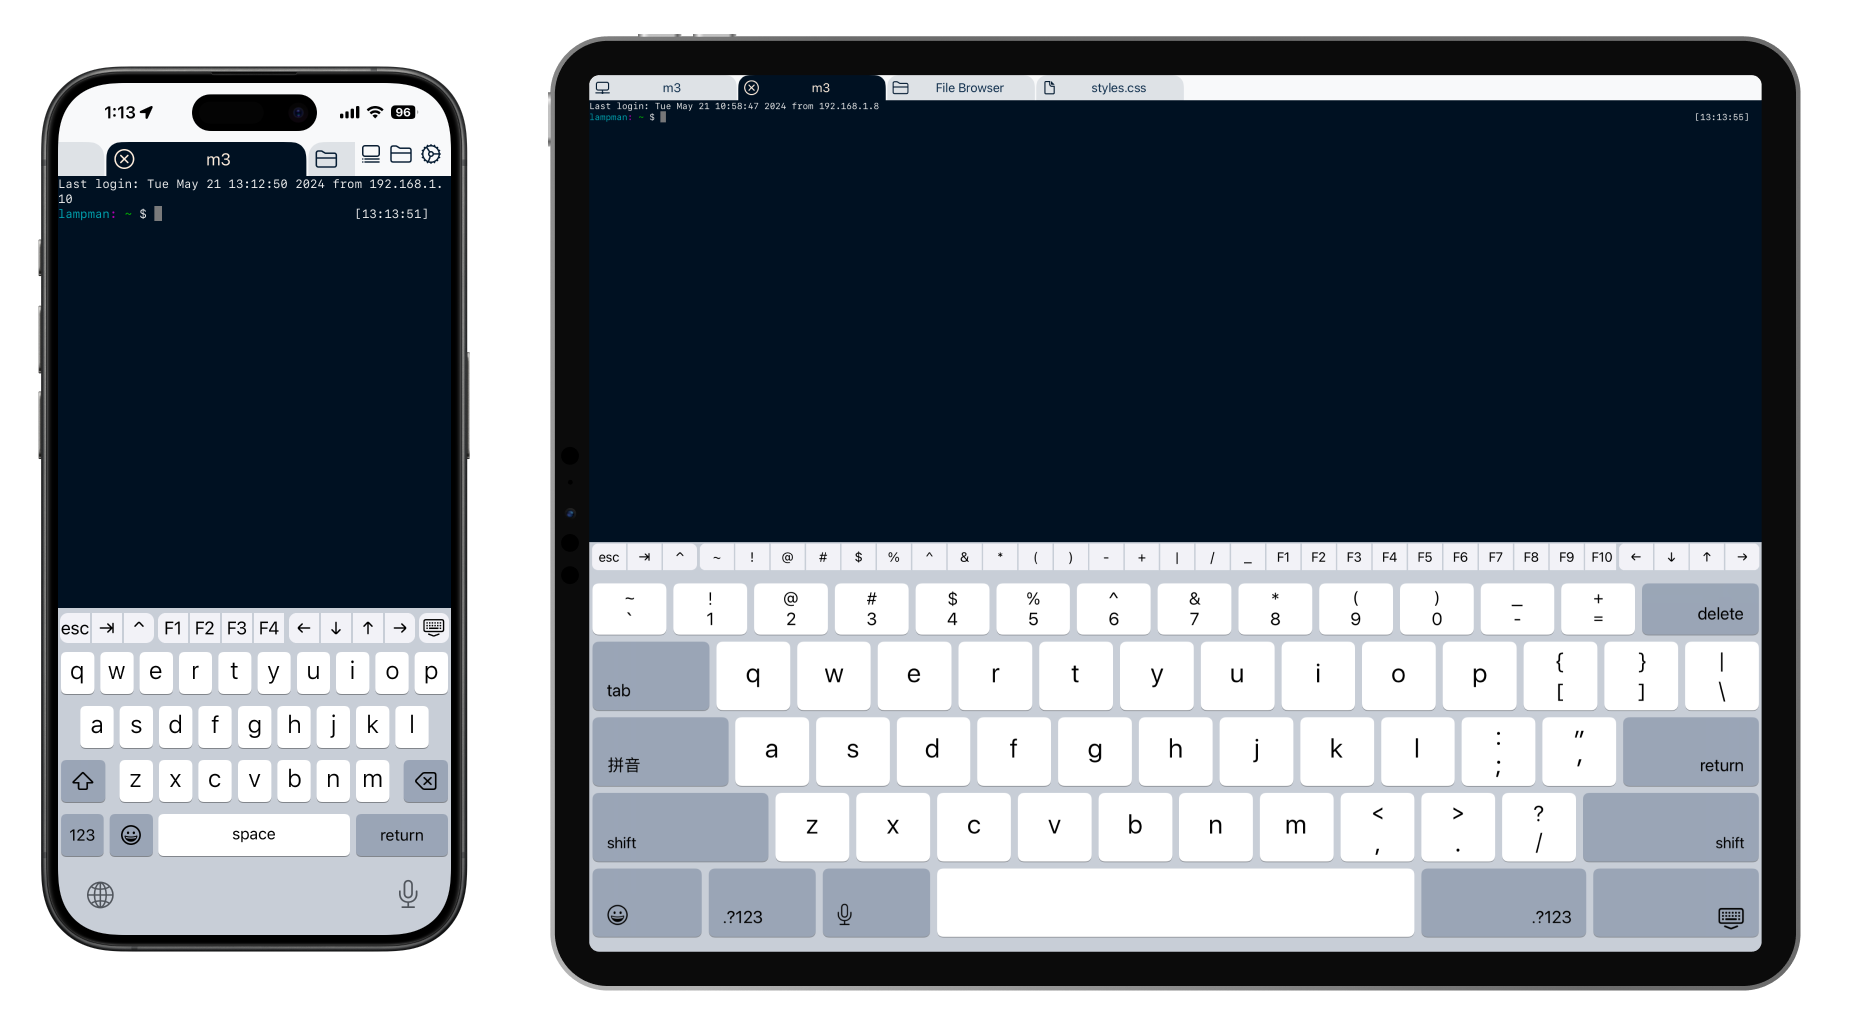 1:13 96
m3
Last login: Tue May 21 13:12:50 2024 from 192.168.1.
10
lampman: ~ $ [13:13:51]
esc ⇥ ^ F1 F2 F3 F4 ← ↓ ↑ →
q w e r t y u i o p
a s d f g h j k l
z x c v b n m
123 space return
m3 m3 File Browser styles.css
Last login: Tue May 21 10:58:47 2024 from 192.168.1.8
lampman: ~ $ [13:13:55]
esc ⇥ ^ ~ ! @ # $ % ^ & * ( ) - + | / _ F1 F2 F3 F4 F5 F6 F7 F8 F9 F10 ← ↓ ↑ →
~ ! @ # $ % ^ & * ( ) _ +
` 1 2 3 4 5 6 7 8 9 0 - = delete
tab q w e r t y u i o p { [ } ] | \
拼音 a s d f g h j k l : ; " ' return
shift z x c v b n m < , > . ? / shift
.?123 .?123